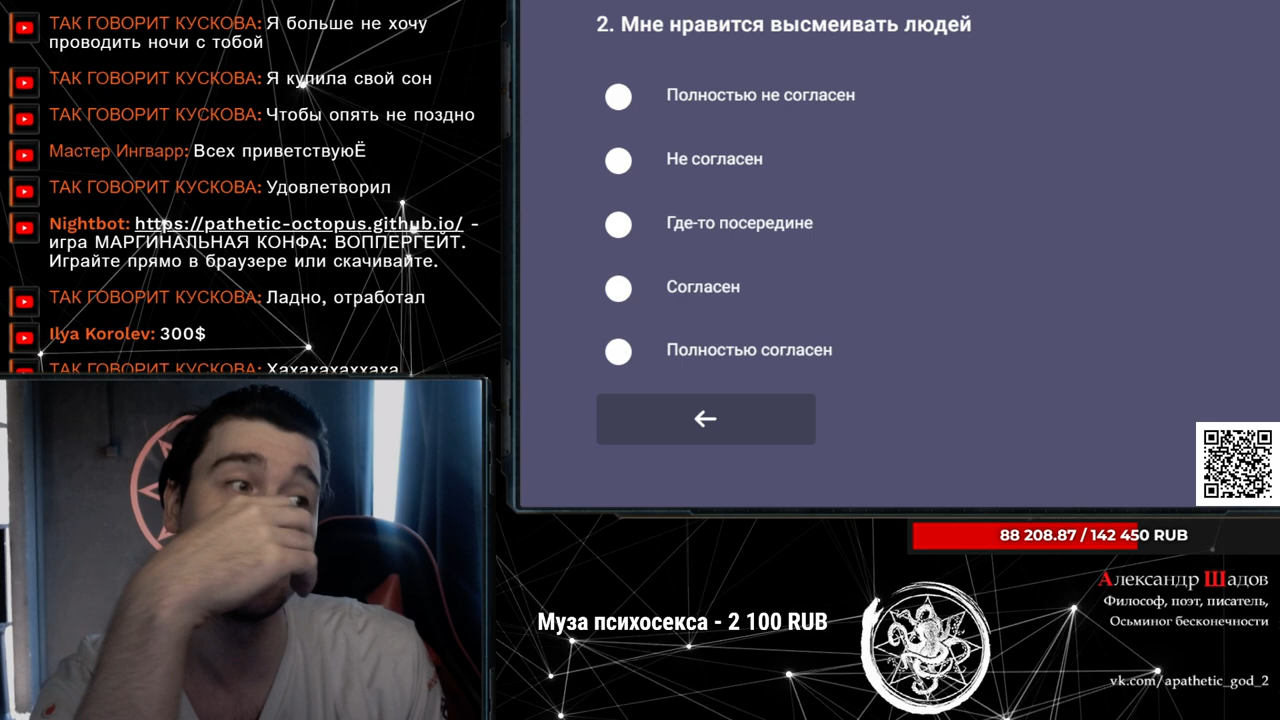 ТАК ГОВОРИТ КУСКОВА: Я больше не хочу
проводить ночи с тобой
ТАК ГОВОРИТ КУСКОВА: Я купила свой сон
ТАК ГОВОРИТ КУСКОВА: Чтобы опять не поздно
Мастер Ингварр: Всех приветствуюЁ
ТАК ГОВОРИТ КУСКОВА: Удовлетворил
Nightbot: https://pathetic-octopus.github.io/ -
игра МАРГИНАЛЬНАЯ КОНФА: ВОППЕРГЕЙТ.
Играйте прямо в браузере или скачивайте.
ТАК ГОВОРИТ КУСКОВА: Ладно, отработал
Ilya Korolev: 300$
ТАК ГОВОРИТ КУСКОВА: Хахахахаххаха
2. Мне нравится высмеивать людей
Полностью не согласен
Не согласен
Где-то посередине
Согласен
Полностью согласен
88 208.87 / 142 450 RUB
Муза психосекса - 2 100 RUB
Александр Шадов
Философ, поэт, писатель,
Осьминог бесконечности
vk.com/apathetic_god_2